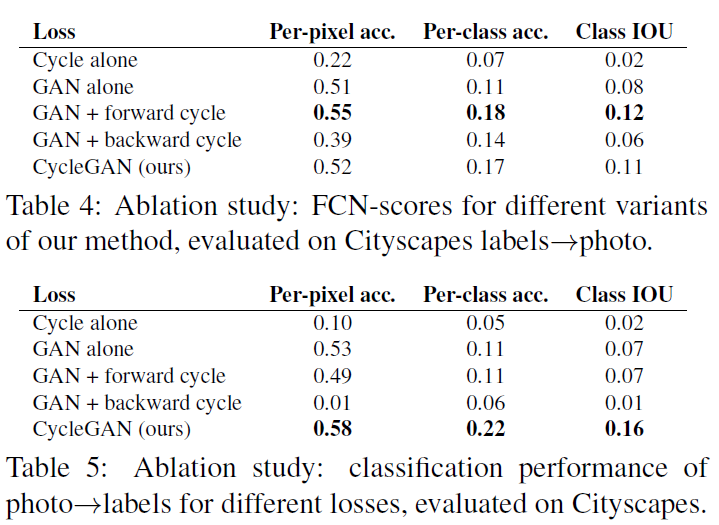 Loss Per-pixel acc. Per-class acc. Class IOU
Cycle alone 0.22 0.07 0.02
GAN alone 0.51 0.11 0.08
GAN + forward cycle 0.55 0.18 0.12
GAN + backward cycle 0.39 0.14 0.06
CycleGAN (ours) 0.52 0.17 0.11
Table 4: Ablation study: FCN-scores for different variants
of our method, evaluated on Cityscapes labels→photo.
Loss Per-pixel acc. Per-class acc. Class IOU
Cycle alone 0.10 0.05 0.02
GAN alone 0.53 0.11 0.07
GAN + forward cycle 0.49 0.11 0.07
GAN + backward cycle 0.01 0.06 0.01
CycleGAN (ours) 0.58 0.22 0.16
Table 5: Ablation study: classification performance of
photo→labels for different losses, evaluated on Cityscapes.